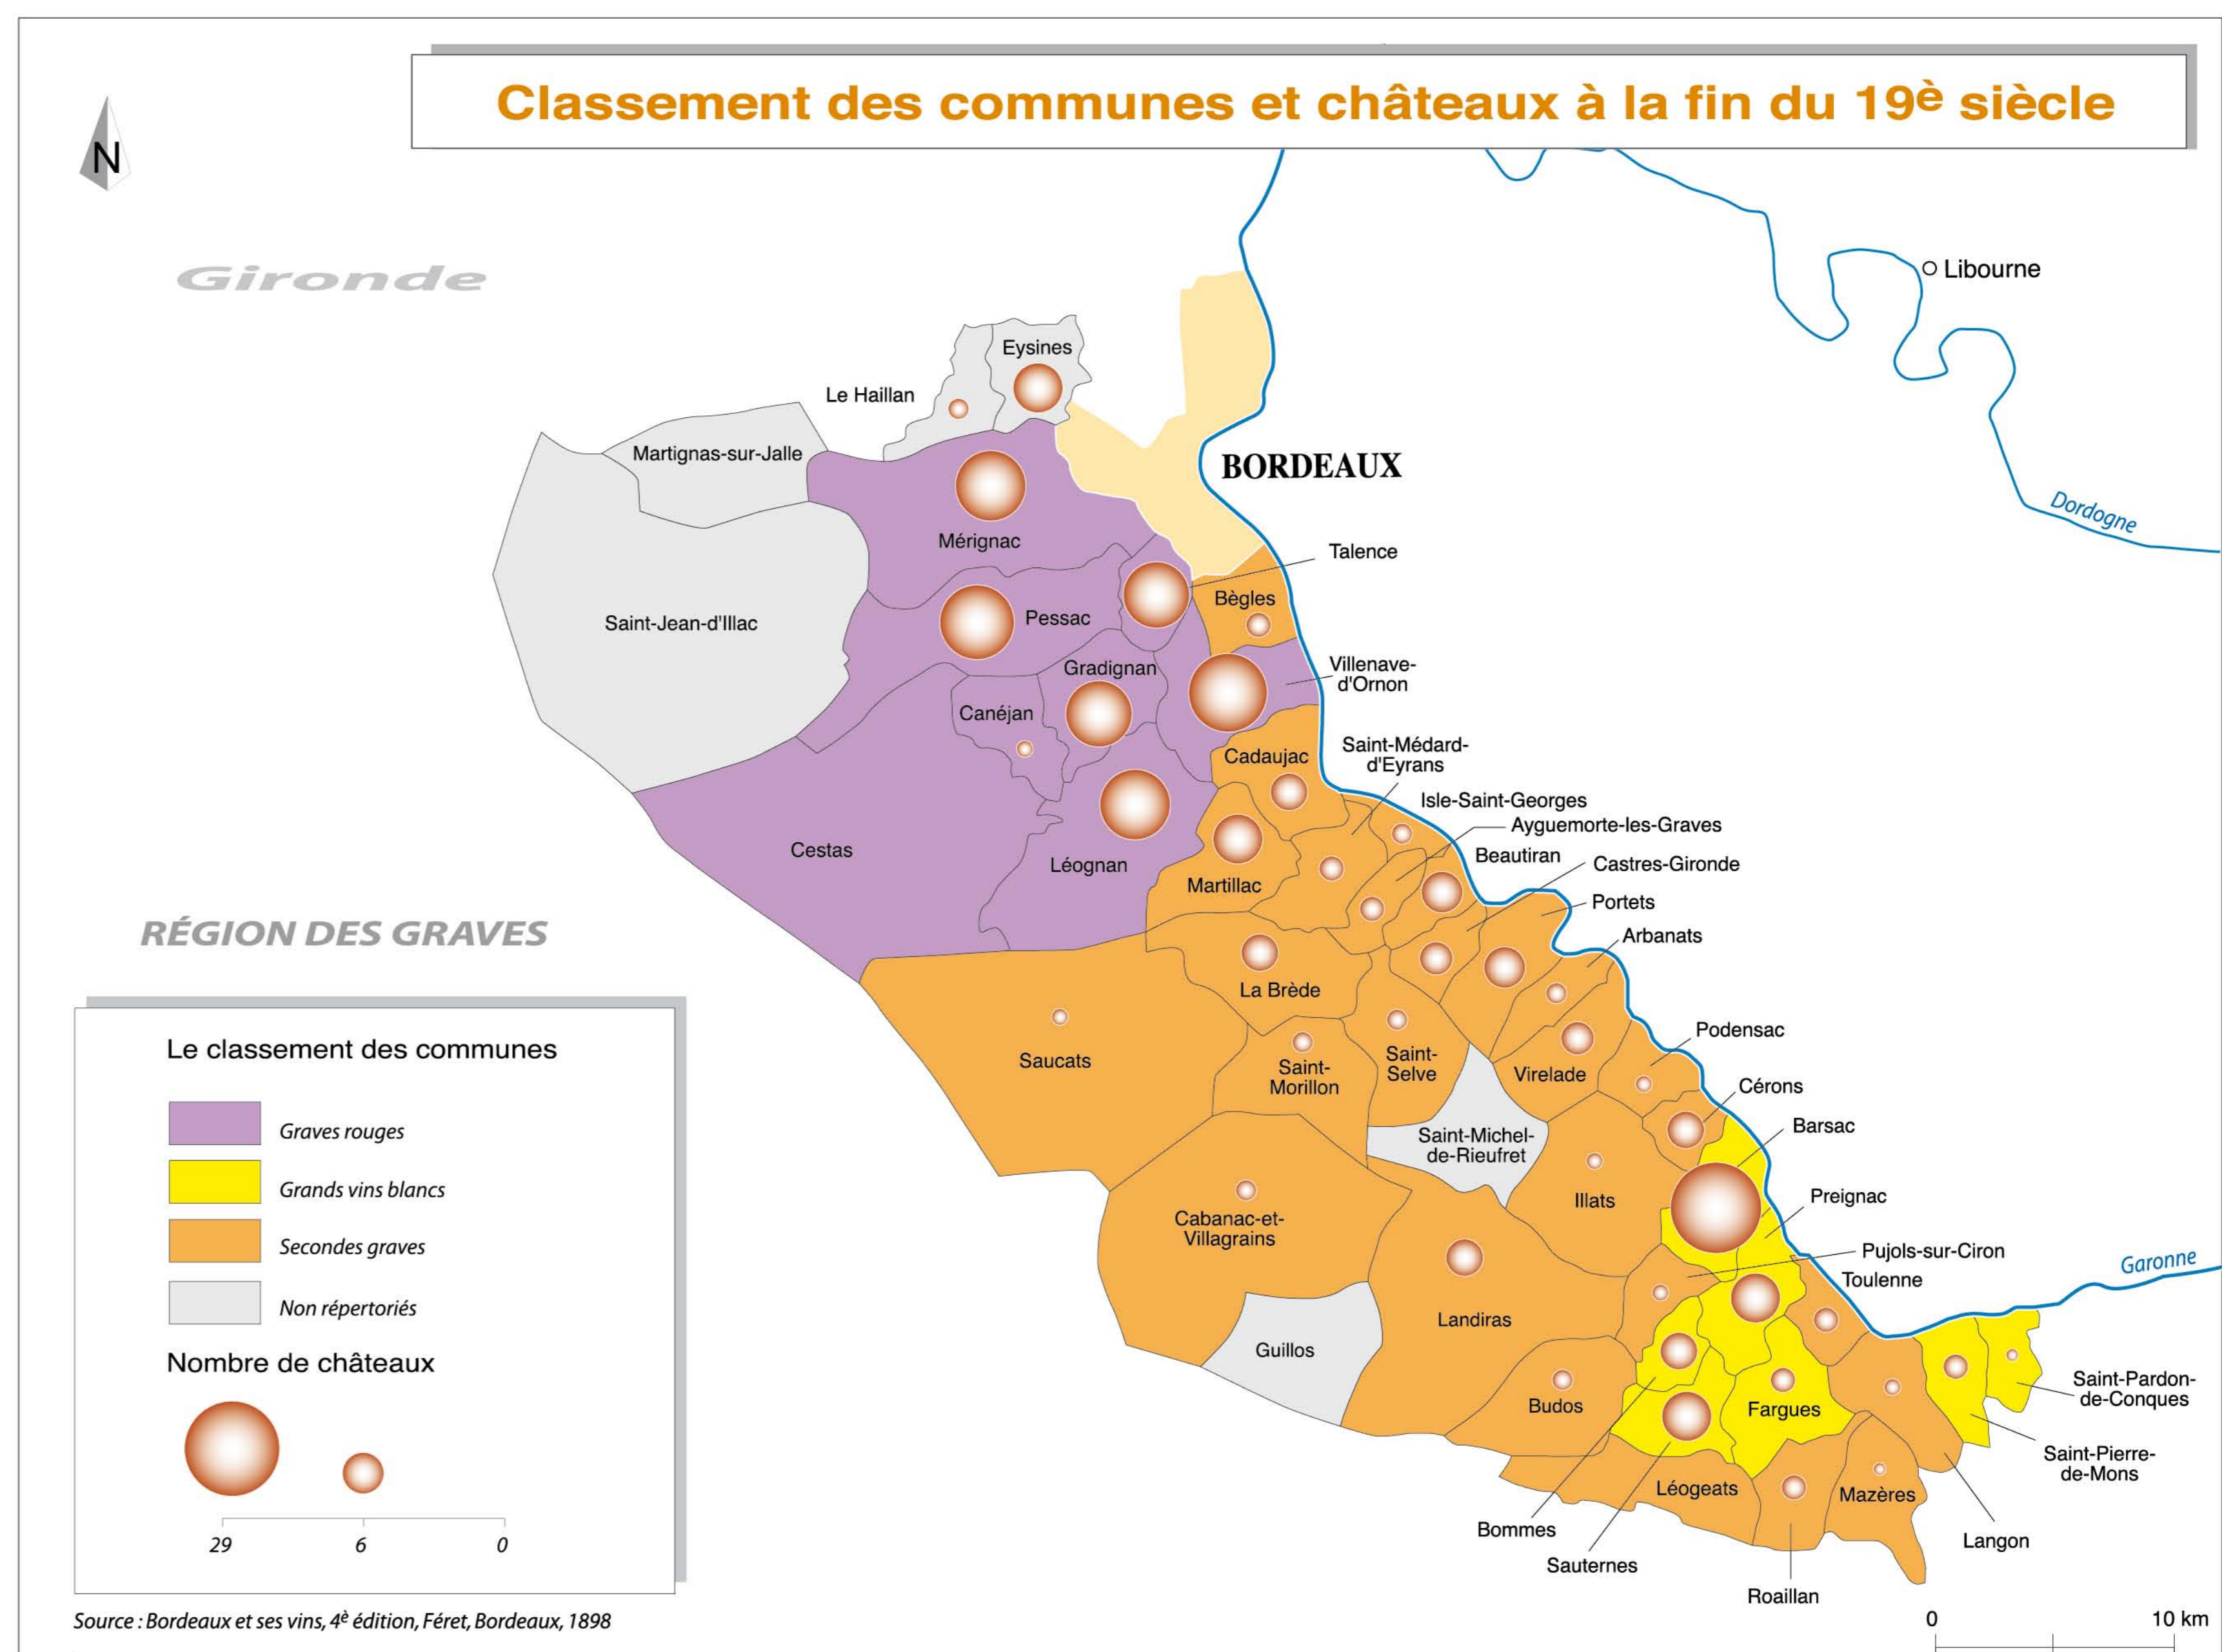 Classement des communes et châteaux à la fin du 19è siècle
N
Gironde
Libourne
Eysines
Le Haillan
Martignas-sur-Jalle
BORDEAUX
Dordogne
Mérignac
Talence
Bègles
Saint-Jean-d'Illac
Pessac
Gradignan
Villenave-
d'Ornon
Canéjan
Cadaujac
Saint-Médard-
d'Eyrans
Isle-Saint-Georges
Ayguemorte-les-Graves
Beautiran
Castres-Gironde
Cestas
Léognan
Martillac
Portets
Arbanats
RÉGION DES GRAVES
La Brède
Saucats
Saint-
Morillon
Saint-
Selve
Virelade
Podensac
Cérons
Barsac
Saint-Michel-
de-Rieufret
Illats
Preignac
Cabanac-et-
Villagrains
Pujols-sur-Ciron
Toulenne
Garonne
Landiras
Guillos
Budos
Fargues
Saint-Pardon-
de-Conques
Saint-Pierre-
de-Mons
Léogeats
Mazères
Bommes
Langon
Sauternes
Roaillan
Le classement des communes
Graves rouges
Grands vins blancs
Secondes graves
Non répertoriés
Nombre de châteaux
29 6 0
Source : Bordeaux et ses vins, 4è édition, Féret, Bordeaux, 1898
0 10 km